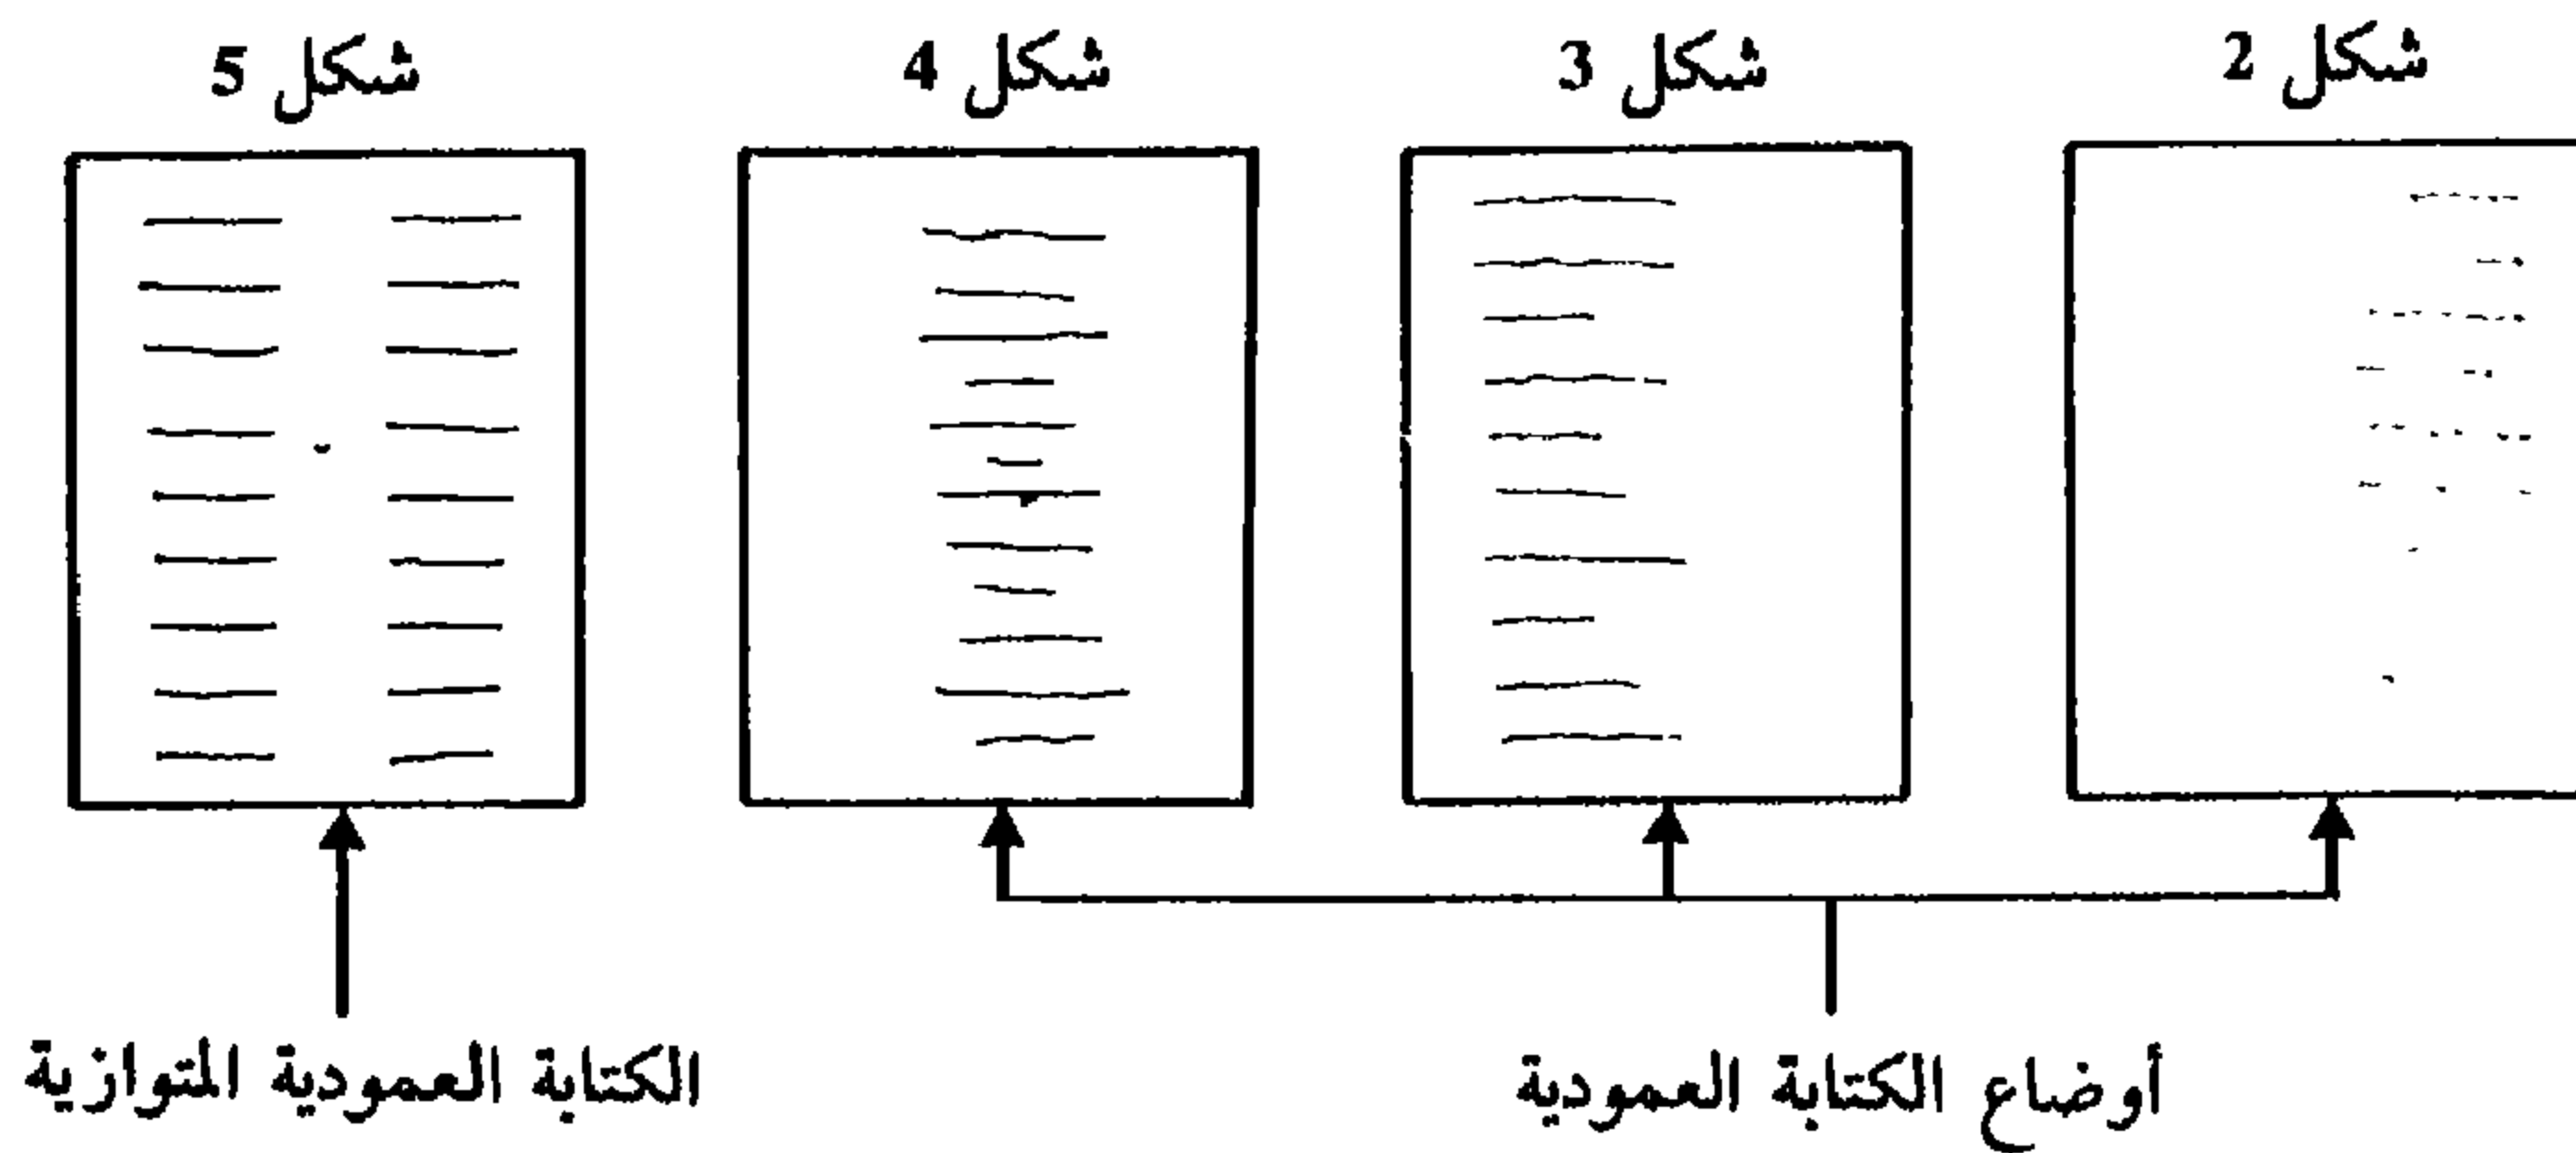 شكل 2
شكل 3
شكل 4
شكل 5
أوضاع الكتابة العمودية
الكتابة العمودية المتوازية